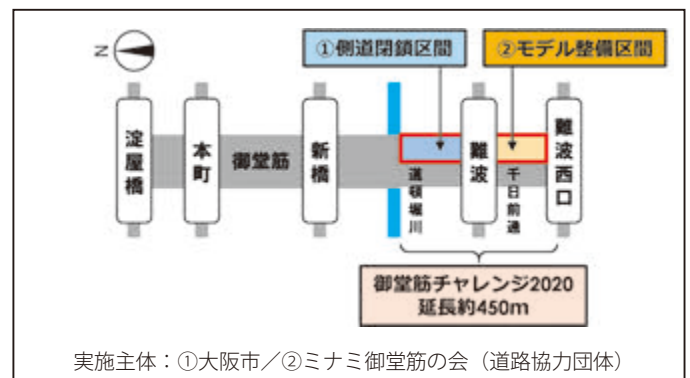 N
①側道閉鎖区間
②モデル整備区間
淀屋橋
本町
御堂筋
新橋
道頓堀川
難波
千日前通
難波西口
御堂筋チャレンジ2020
延長約450m
実施主体：①大阪市／②ミナミ御堂筋の会（道路協力団体）